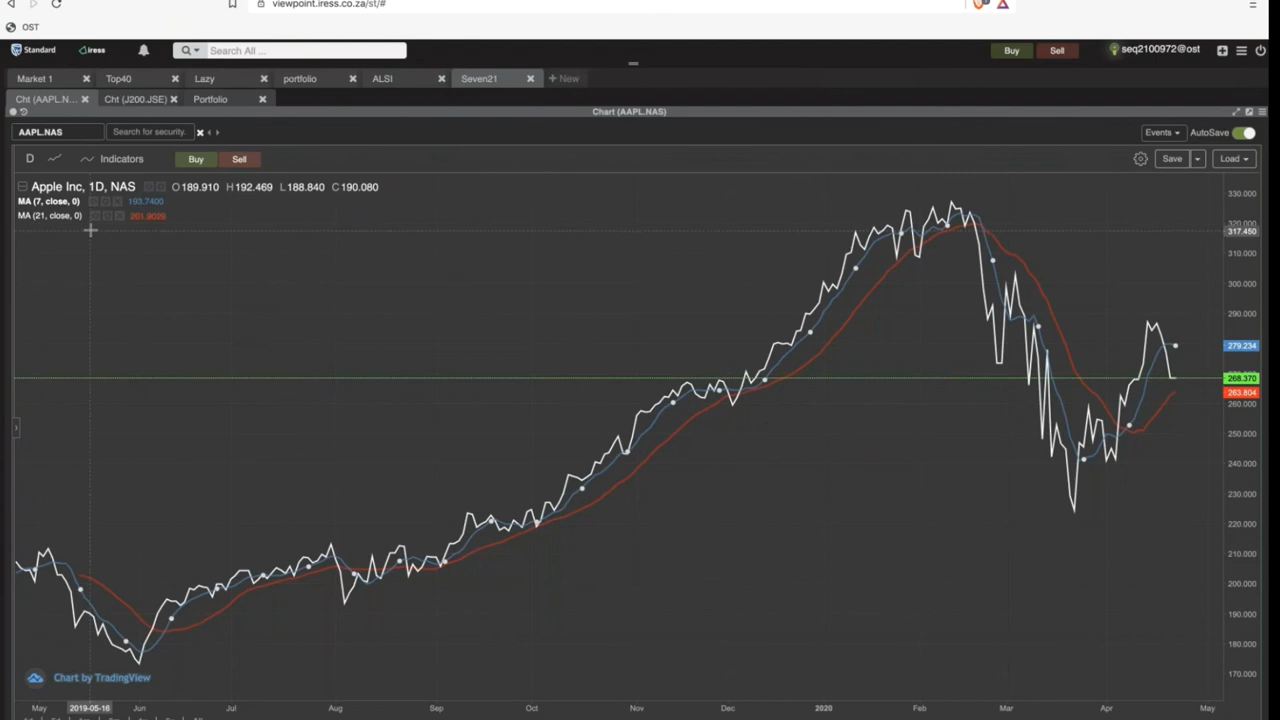 viewpoint.iress.co.za/st/#
OST
Standard iress Search All ... Buy Sell seq2100972@ost
Market 1 Top40 Lazy portfolio ALSI Seven21 New
Cht (AAPL.N... Cht (J200.JSE) Portfolio
Chart (AAPL.NAS)
AAPL.NAS Search for security. Events AutoSave
D Indicators Buy Sell Save Load
Apple Inc, 1D, NAS O189.910 H192.469 L188.840 C190.080
MA (7, close, 0) 193.7400
MA (21, close, 0) 201.9029
330.000
320.000
317.450
310.000
300.000
290.000
279.234
268.370
263.804
260.000
250.000
240.000
230.000
220.000
210.000
200.000
190.000
180.000
170.000
Chart by TradingView
May 2019-05-16 Jun Jul Aug Sep Oct Nov Dec 2020 Feb Mar Apr May